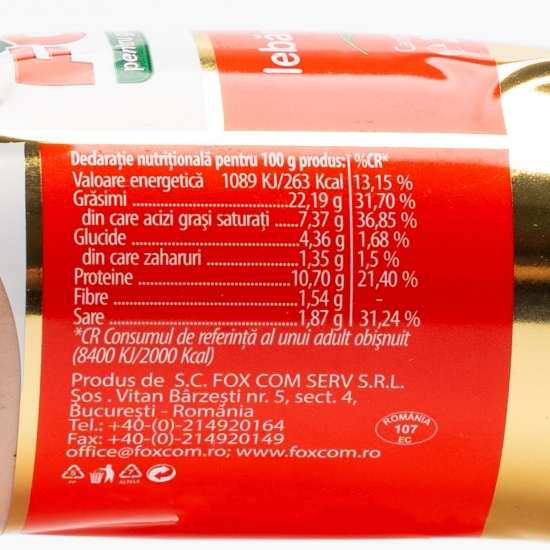 pentru
lebă
Declarație nutrițională pentru 100 g produs: %CR*
Valoare energetică 1089 KJ/263 Kcal 13,15 %
Grăsimi 22,19 g 31,70 %
din care acizi grași saturați 7,37 g 36,85 %
Glucide 4,36 g 1,68 %
din care zaharuri 1,35 g 1,5 %
Proteine 10,70 g 21,40 %
Fibre 1,54 g -
Sare 1,87 g 31,24 %
*CR Consumul de referință al unui adult obișnuit
(8400 KJ/2000 Kcal)
Produs de S.C. FOX COM SERV S.R.L.
Șos. Vitan Bârzești nr. 5, sect. 4,
București - România
Tel.: +40-(0)-214920164
Fax: +40-(0)-214920149
office@foxcom.ro; www.foxcom.ro
ROMÂNIA
107
EC
5
PP
7
ALTELE